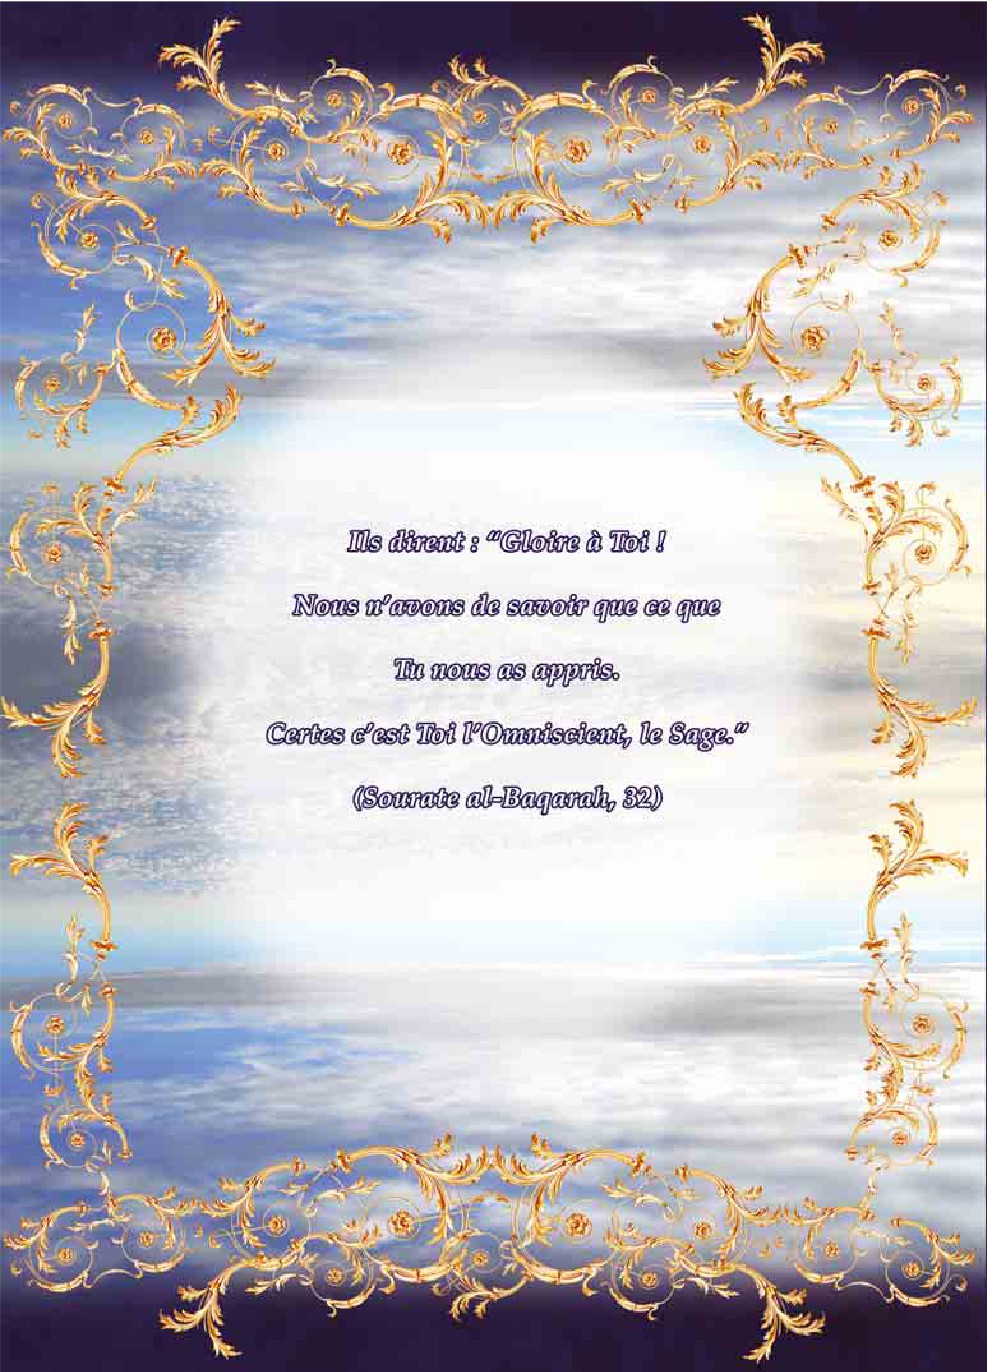 Ils dirent : “Gloire à Toi !
Nous n’avons de savoir que ce que
Tu nous as appris.
Certes c’est Toi l’Omniscient, le Sage.”
(Sourate al-Baqarah, 32)